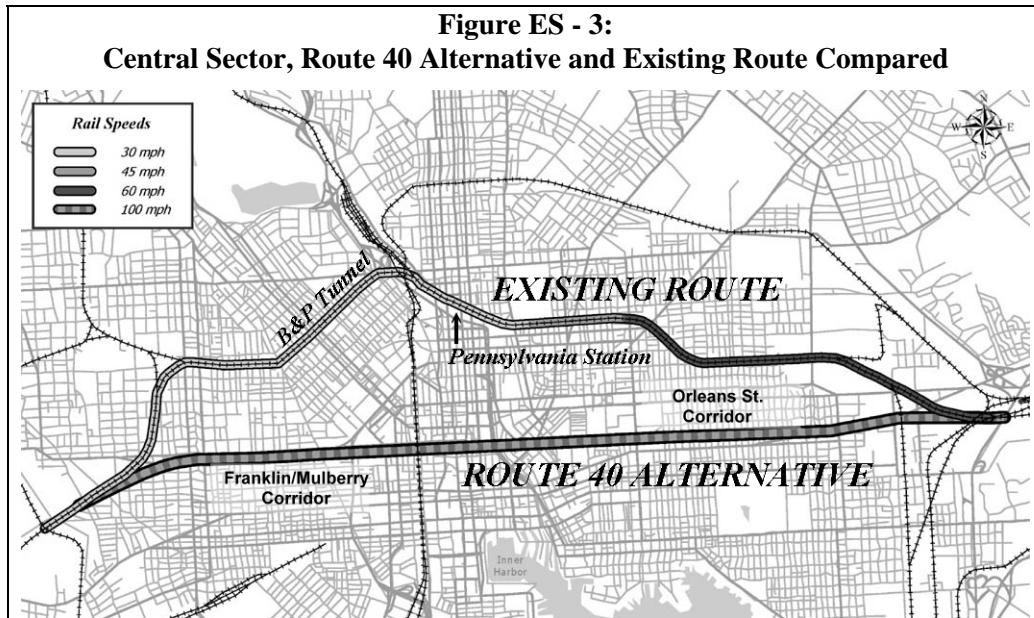 Figure ES - 3:
Central Sector, Route 40 Alternative and Existing Route Compared
Rail Speeds
30 mph
45 mph
60 mph
100 mph
N
W E
S
B&P Tunnel
EXISTING ROUTE
Pennsylvania Station
Orleans St.
Corridor
Franklin/Mulberry
Corridor
ROUTE 40 ALTERNATIVE
Inner
Harbor